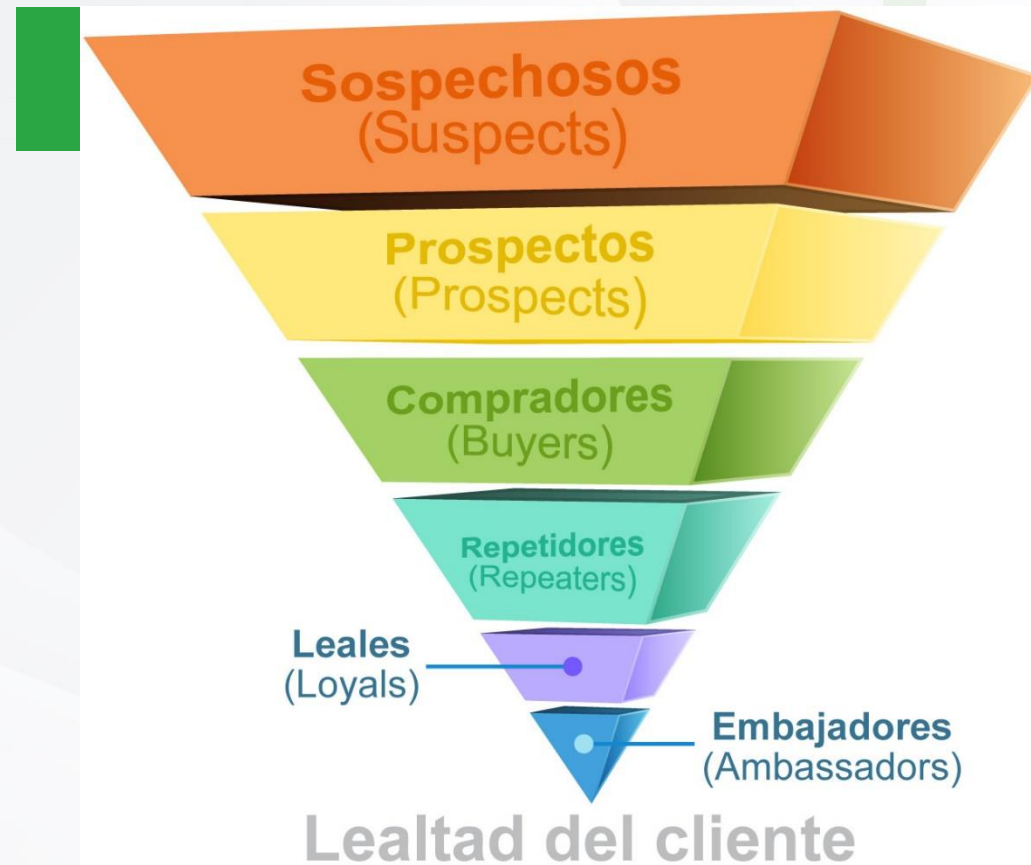 Sospechosos
(Suspects)
Prospectos
(Prospects)
Compradores
(Buyers)
Repetidores
(Repeaters)
Leales
(Loyals)
Embajadores
(Ambassadors)
Lealtad del cliente